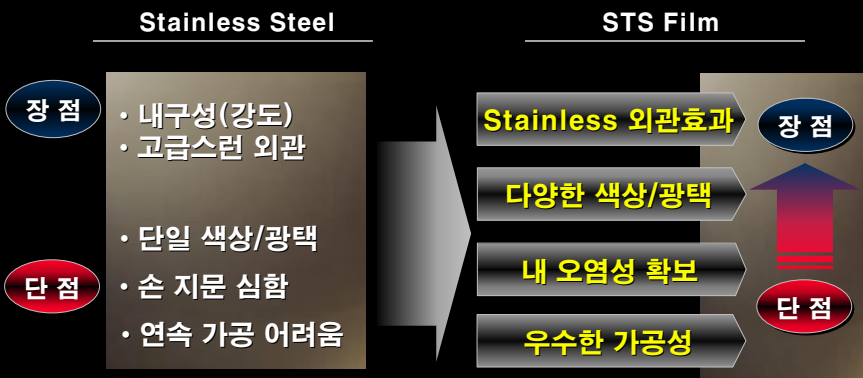 Stainless Steel
장 점
· 내구성(강도)
· 고급스런 외관
단 점
· 단일 색상/광택
· 손 지문 심함
· 연속 가공 어려움
STS Film
Stainless 외관효과
다양한 색상/광택
내 오염성 확보
우수한 가공성
장 점
단 점